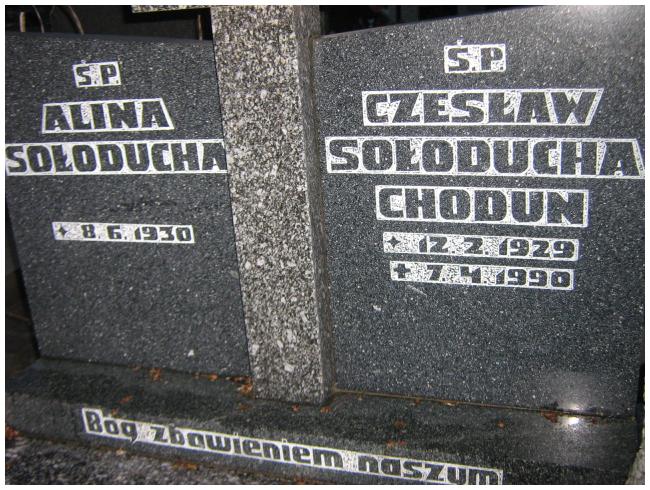 Ś.P.
ALINA
SOŁODUCHA
✦ 8.6.1930
Ś.P.
CZESŁAW
SOŁODUCHA
CHODUN
✦ 12.2.1929
✝ 7.4.1990
Bóg zbawieniem naszym